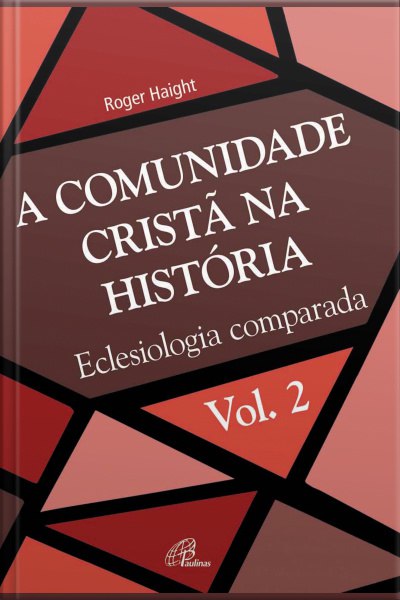 Roger Haight
A COMUNIDADE
CRISTÃ NA
HISTÓRIA
Eclesiologia comparada
Vol. 2
Paulinas